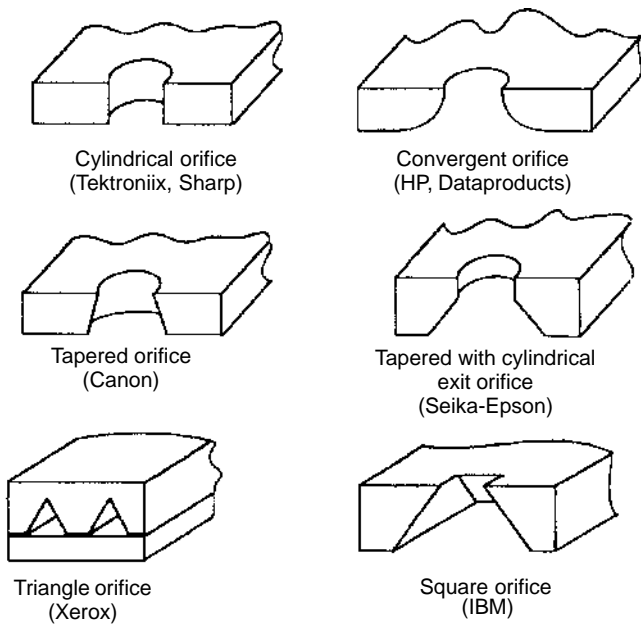 Cylindrical orifice
(Tektroniix, Sharp)
Convergent orifice
(HP, Dataproducts)
Tapered orifice
(Canon)
Tapered with cylindrical
exit orifice
(Seika-Epson)
Triangle orifice
(Xerox)
Square orifice
(IBM)